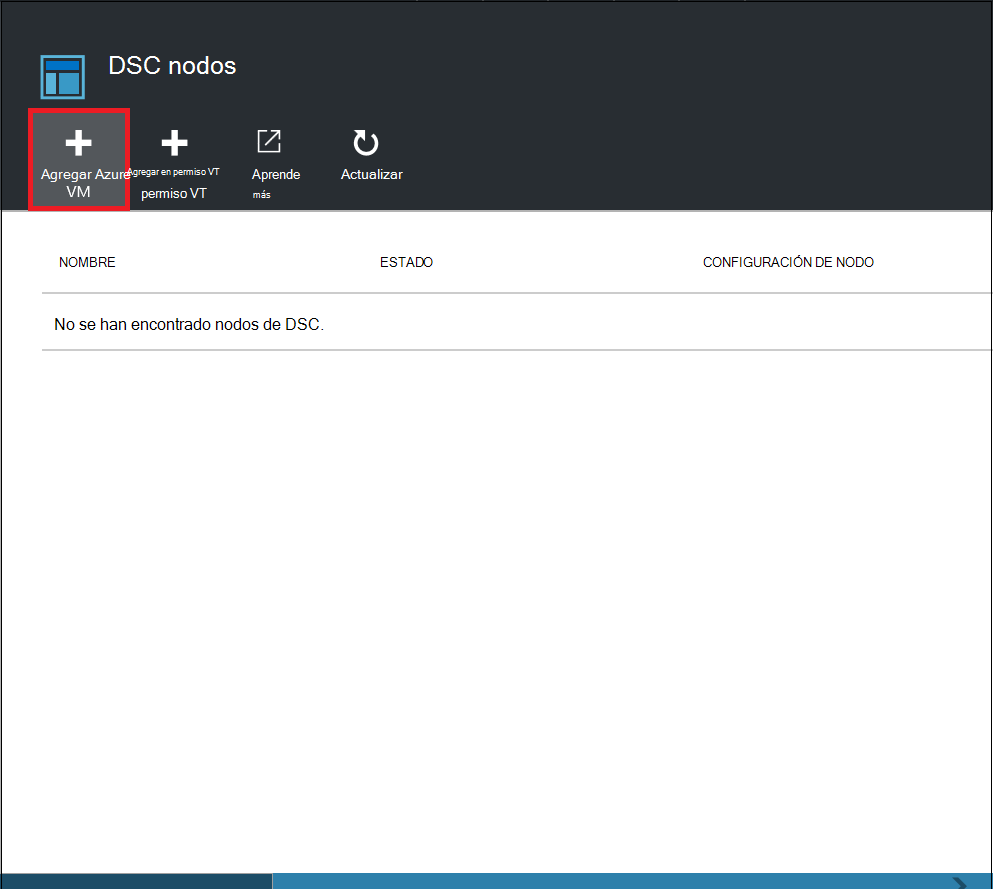 DSC nodos
Agregar Azure
VM
Agregar en permiso VT
permiso VT
Aprende
más
Actualizar
NOMBRE
ESTADO
CONFIGURACIÓN DE NODO
No se han encontrado nodos de DSC.